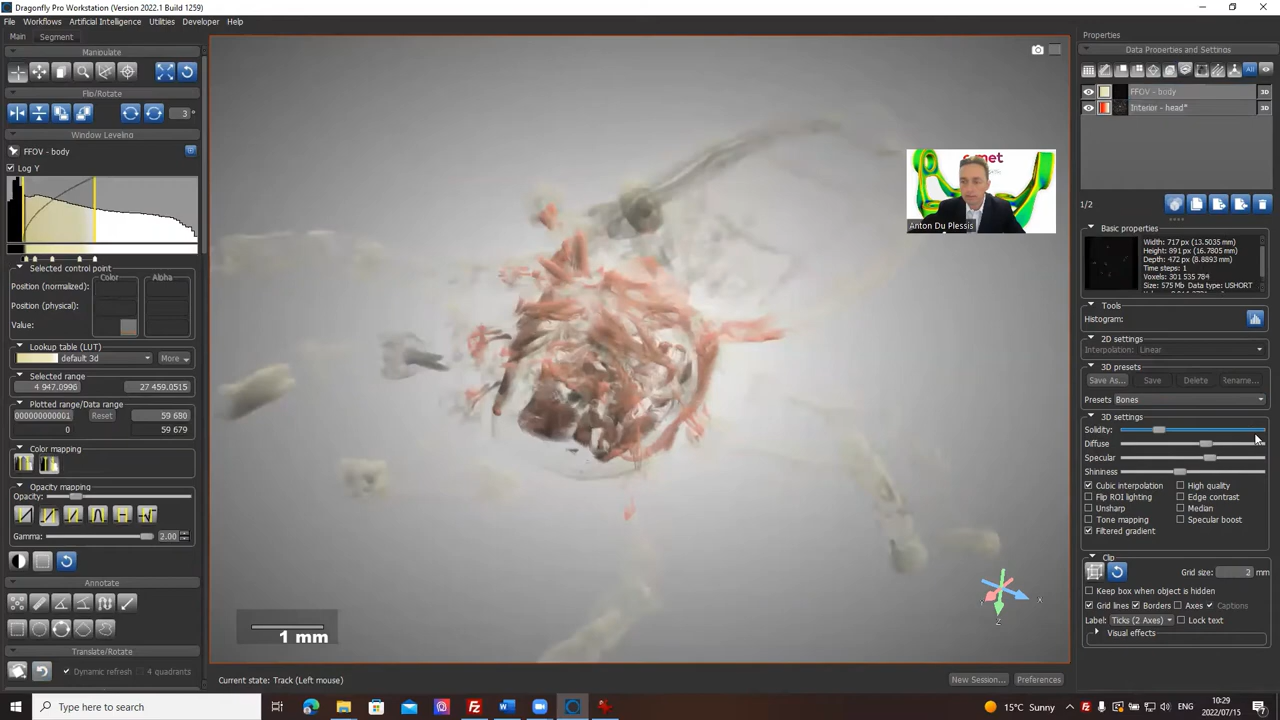 Dragonfly Pro Workstation (Version 2022.1 Build 1259)
File Workflows Artificial Intelligence Utilities Developer Help
Main Segment
Manipulate
Flip/Rotate
3 °
Window Leveling
FFOV - body
Log Y
Selected control point
Color Alpha
Position (normalized):
Position (physical):
Value:
Lookup table (LUT)
default 3d More
Selected range
4 947.0996 27 459.0515
Plotted range/Data range
000000000001 Reset 59 680
0 59 679
Color mapping
Opacity mapping
Opacity:
Gamma: 2.00
Annotate
Translate/Rotate
Dynamic refresh 4 quadrants
Anton Du Plessis
1 mm
X
Z
Current state: Track (Left mouse)
New Session... Preferences
Properties
Data Properties and Settings
All
FFOV - body 3D
Interior - head* 3D
1/2
Basic properties
Width: 717 px (13.5035 mm)
Height: 891 px (16.7805 mm)
Depth: 472 px (8.8893 mm)
Time steps: 1
Voxels: 301 535 784
Size: 575 Mb Data type: USHORT
Tools
Histogram:
2D settings
Interpolation: Linear
3D presets
Save As... Save Delete Rename...
Presets Bones
3D settings
Solidity:
Diffuse
Specular
Shininess
Cubic interpolation High quality
Flip ROI lighting Edge contrast
Unsharp Median
Tone mapping Specular boost
Filtered gradient
Clip
Grid size: 2 mm
Keep box when object is hidden
Grid lines Borders Axes Captions
Label: Ticks (2 Axes) Lock text
Visual effects
Type here to search
15°C Sunny
ENG
10:29
2022/07/15